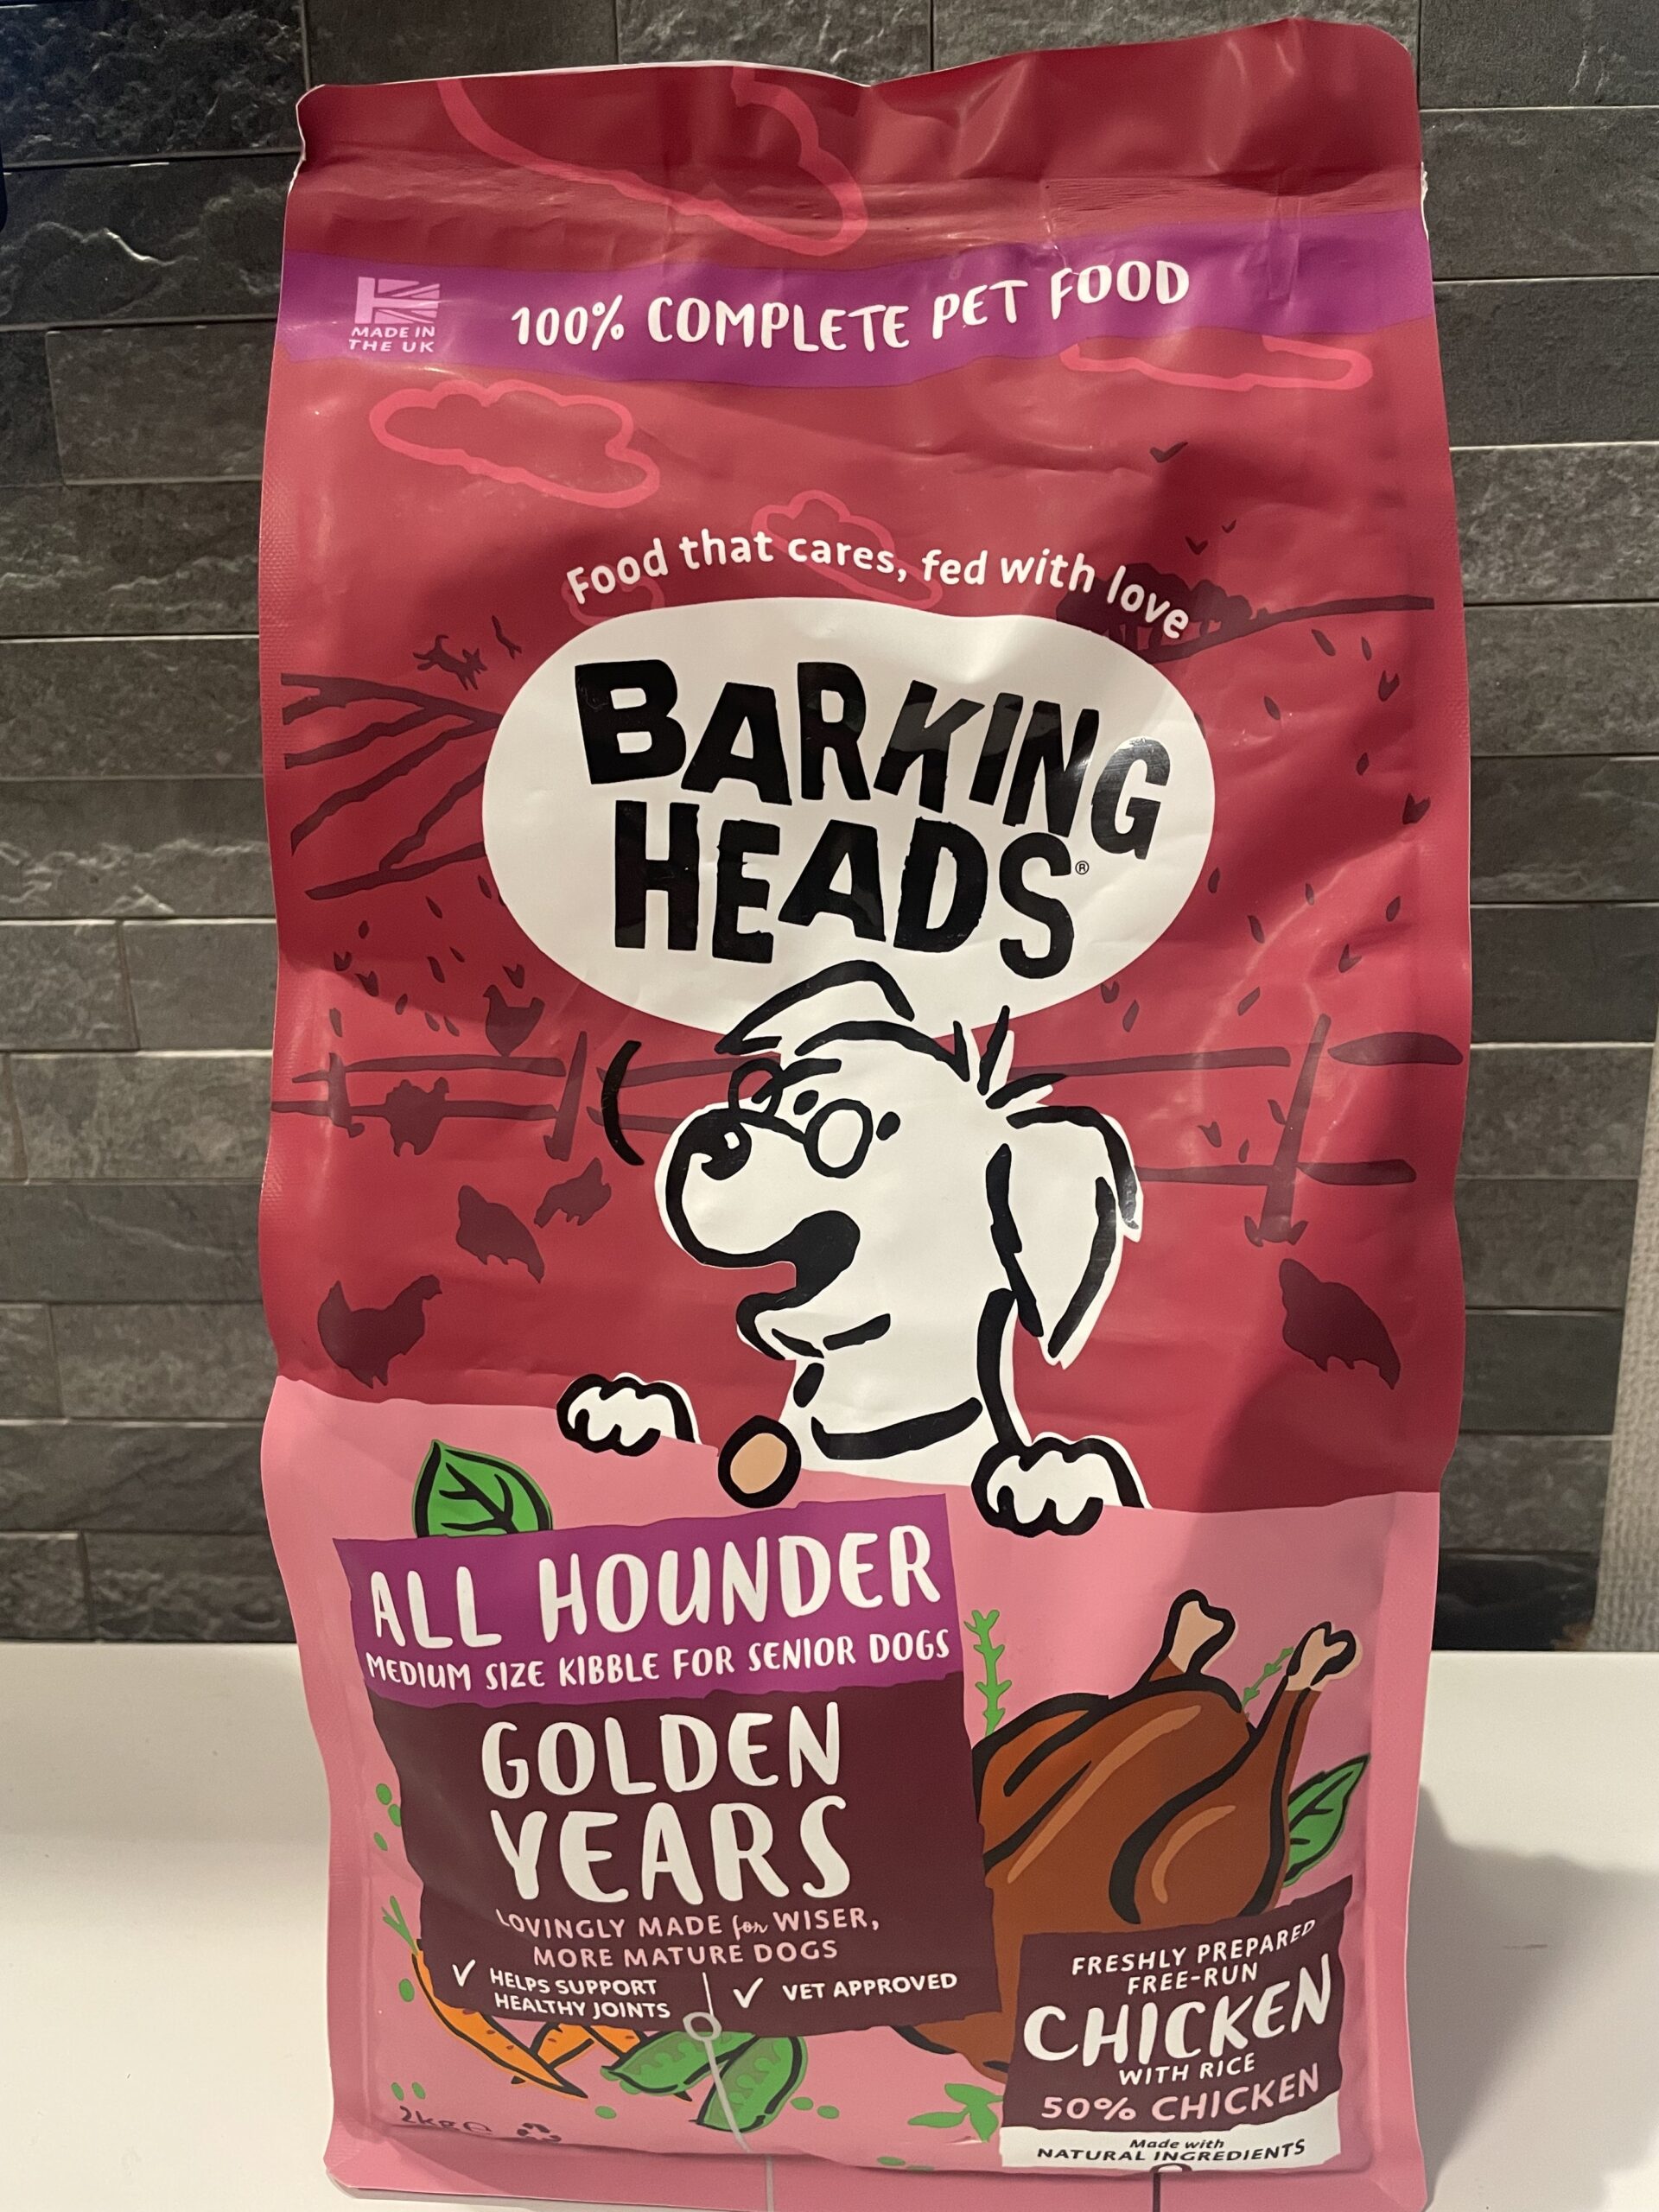 MADE IN
THE UK
100% COMPLETE PET FOOD
Food that cares, fed with love
BARKING
HEADS®
ALL HOUNDER
MEDIUM SIZE KIBBLE FOR SENIOR DOGS
GOLDEN
YEARS
LOVINGLY MADE for WISER,
MORE MATURE DOGS
✓ HELPS SUPPORT
HEALTHY JOINTS
✓ VET APPROVED
FRESHLY PREPARED
FREE-RUN
CHICKEN
WITH RICE
50% CHICKEN
Made with
NATURAL INGREDIENTS
2kg e